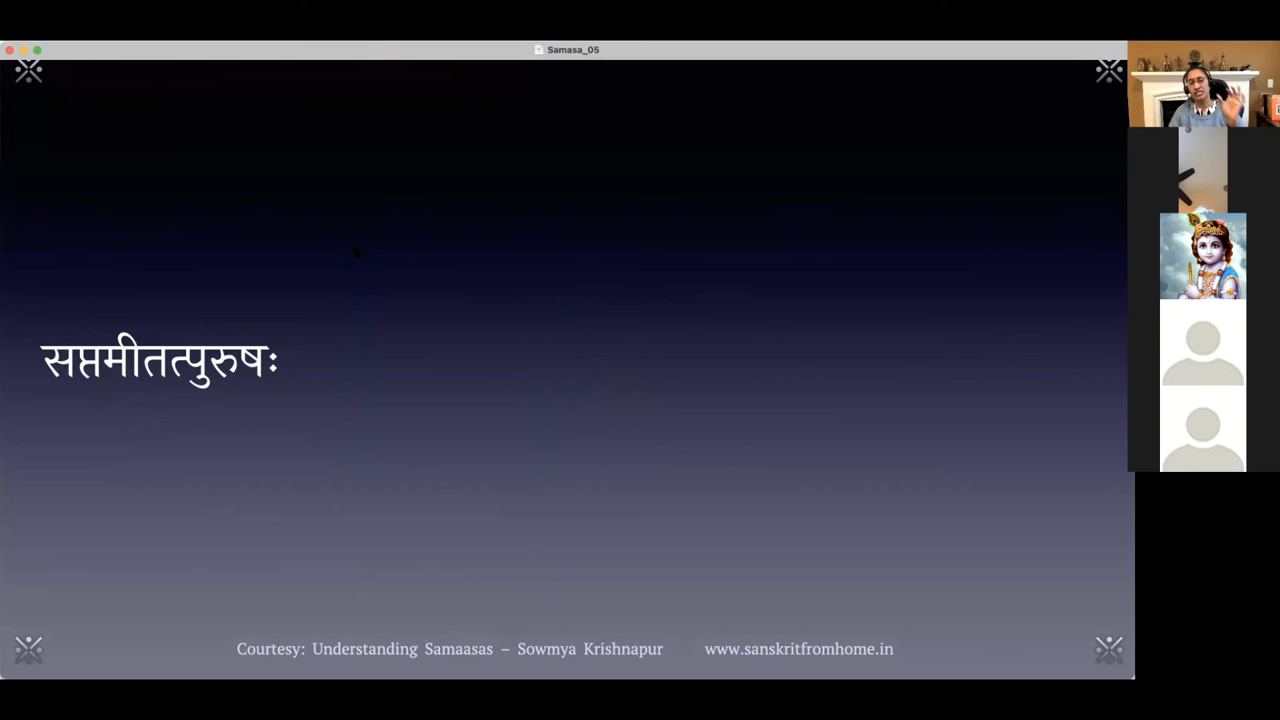 Samasa_05
सप्तमीतत्पुरुषः
Courtesy: Understanding Samaasas – Sowmya Krishnapur www.sanskritfromhome.in